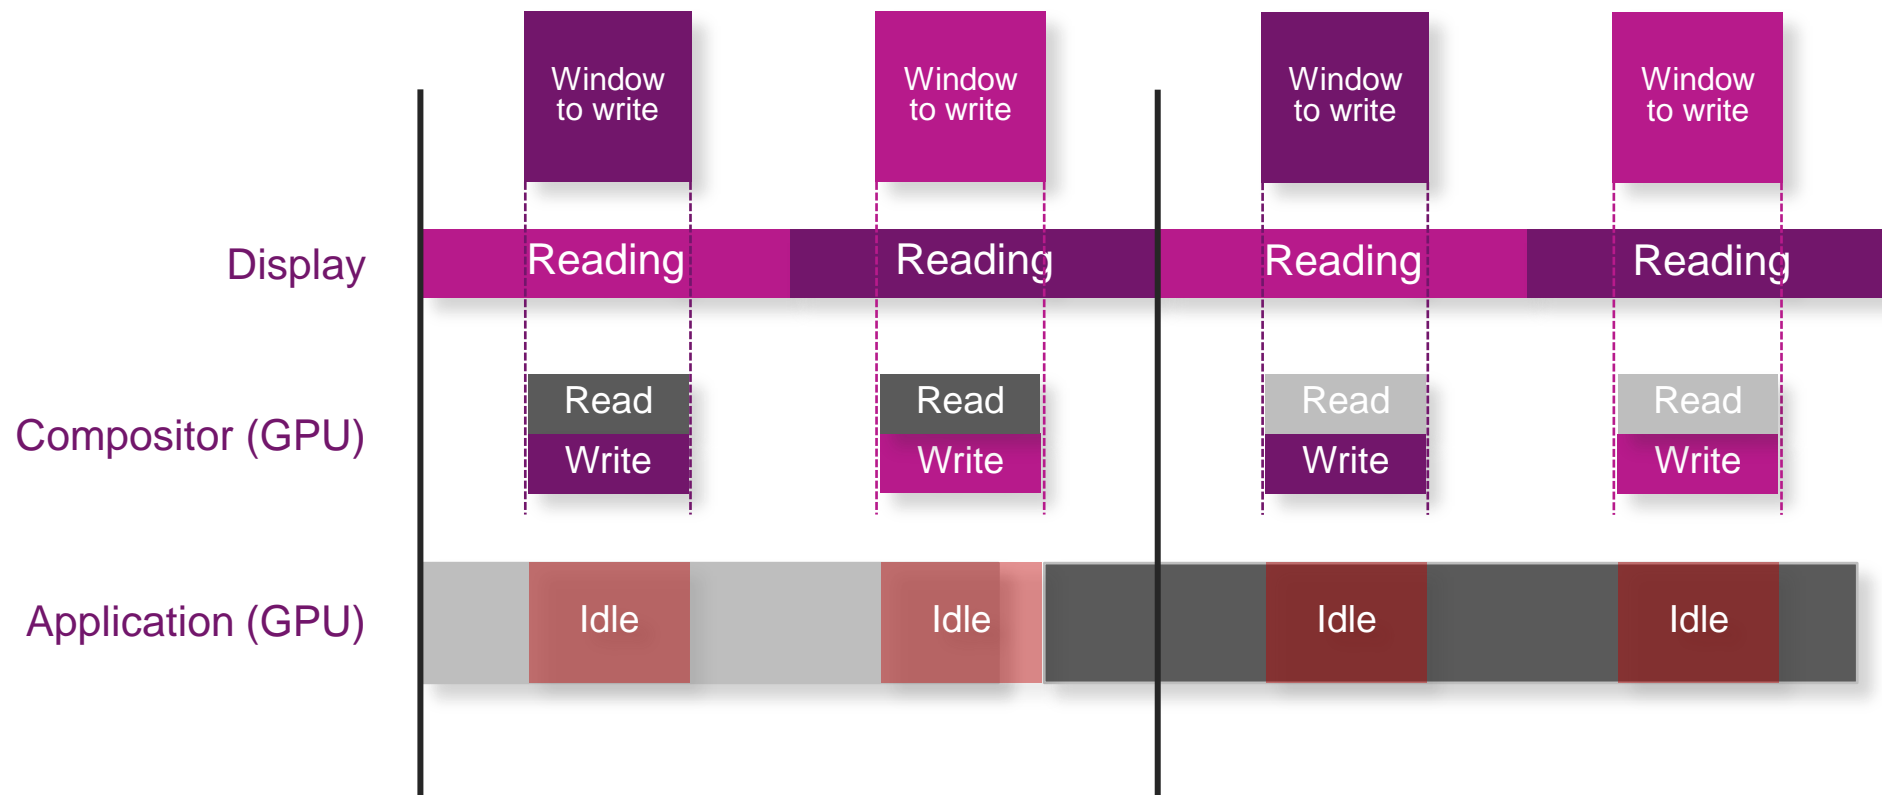 Window
to write
Window
to write
Window
to write
Window
to write
Display
Reading
Reading
Reading
Reading
Compositor (GPU)
Read
Read
Read
Read
Write
Write
Write
Write
Application (GPU)
Idle
Idle
Idle
Idle